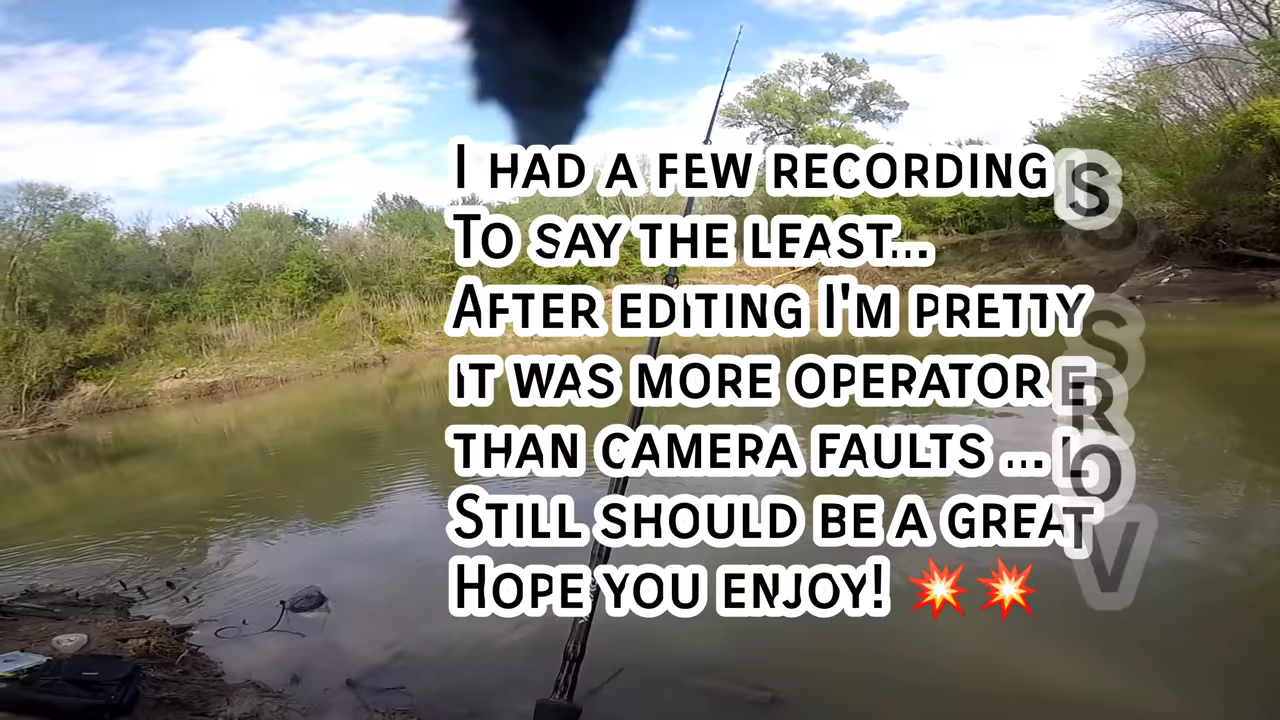 I HAD A FEW RECORDING IS
TO SAY THE LEAST...
AFTER EDITING I'M PRETTY
IT WAS MORE OPERATOR
THAN CAMERA FAULTS ...
STILL SHOULD BE A GREAT
HOPE YOU ENJOY! 💥💥